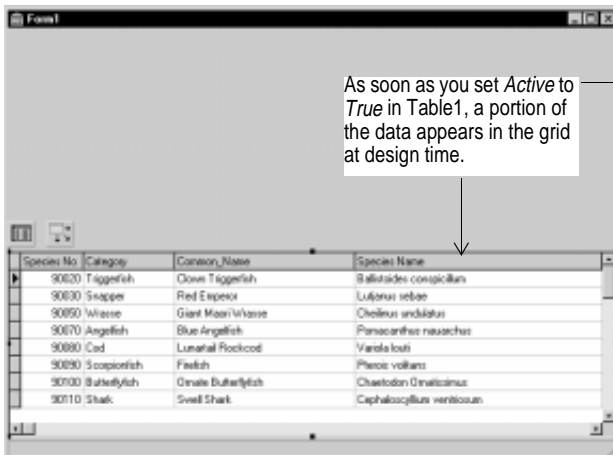 Form1
As soon as you set Active to
True in Table1, a portion of
the data appears in the grid
at design time.
Species No Category Common_Name Species Name
90020 Triggerfish Clown Triggerfish Ballistoides conspicillum
90030 Snapper Red Emperor Lutjanus sebae
90050 Wrasse Giant Maori Wrasse Cheilinus undulatus
90070 Angelfish Blue Angelfish Pomacanthus nauarchus
90080 Cod Lunartail Rockcod Variola louti
90090 Scorpionfish Firefish Pterois volitans
90100 Butterflyfish Ornate Butterflyfish Chaetodon Ornatissimus
90110 Shark Swell Shark Cephaloscyllium ventriosum